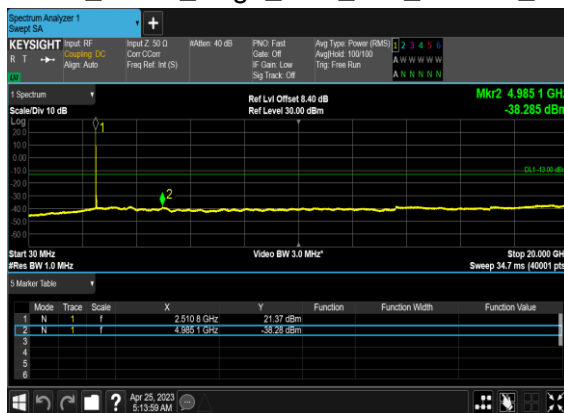 Spectrum Analyzer 1
Swept SA
+
KEYSIGHT Input: RF Input Z: 50 Ω #Atten: 40 dB PNO: Fast Avg Type: Power (RMS) 1 2 3 4 5 6
R T Coupling: DC Corr CCorr Gate: Off Avg|Hold: 100/100 A W W W W W
Align: Auto Freq Ref: Int (S) IF Gain: Low Trig: Free Run
Sig Track: Off A N N N N N
1 Spectrum Ref Lvl Offset 8.40 dB Mkr2 4.985 1 GHz
Scale/Div 10 dB Ref Level 30.00 dBm -38.285 dBm
Log
20.0
10.0
0.00
-10.0
-20.0
-30.0
-40.0
-50.0
-60.0
1
2
DL1 -13.00 dBm
Start 30 MHz Video BW 3.0 MHz* Stop 20.000 GHz
#Res BW 1.0 MHz Sweep 34.7 ms (40001 pts)
5 Marker Table
Mode Trace Scale X Y Function Function Width Function Value
1 N 1 f 2.510 8 GHz 21.37 dBm
2 N 1 f 4.985 1 GHz -38.28 dBm
3
4
5
6
? Apr 25, 2023
5:13:59 AM